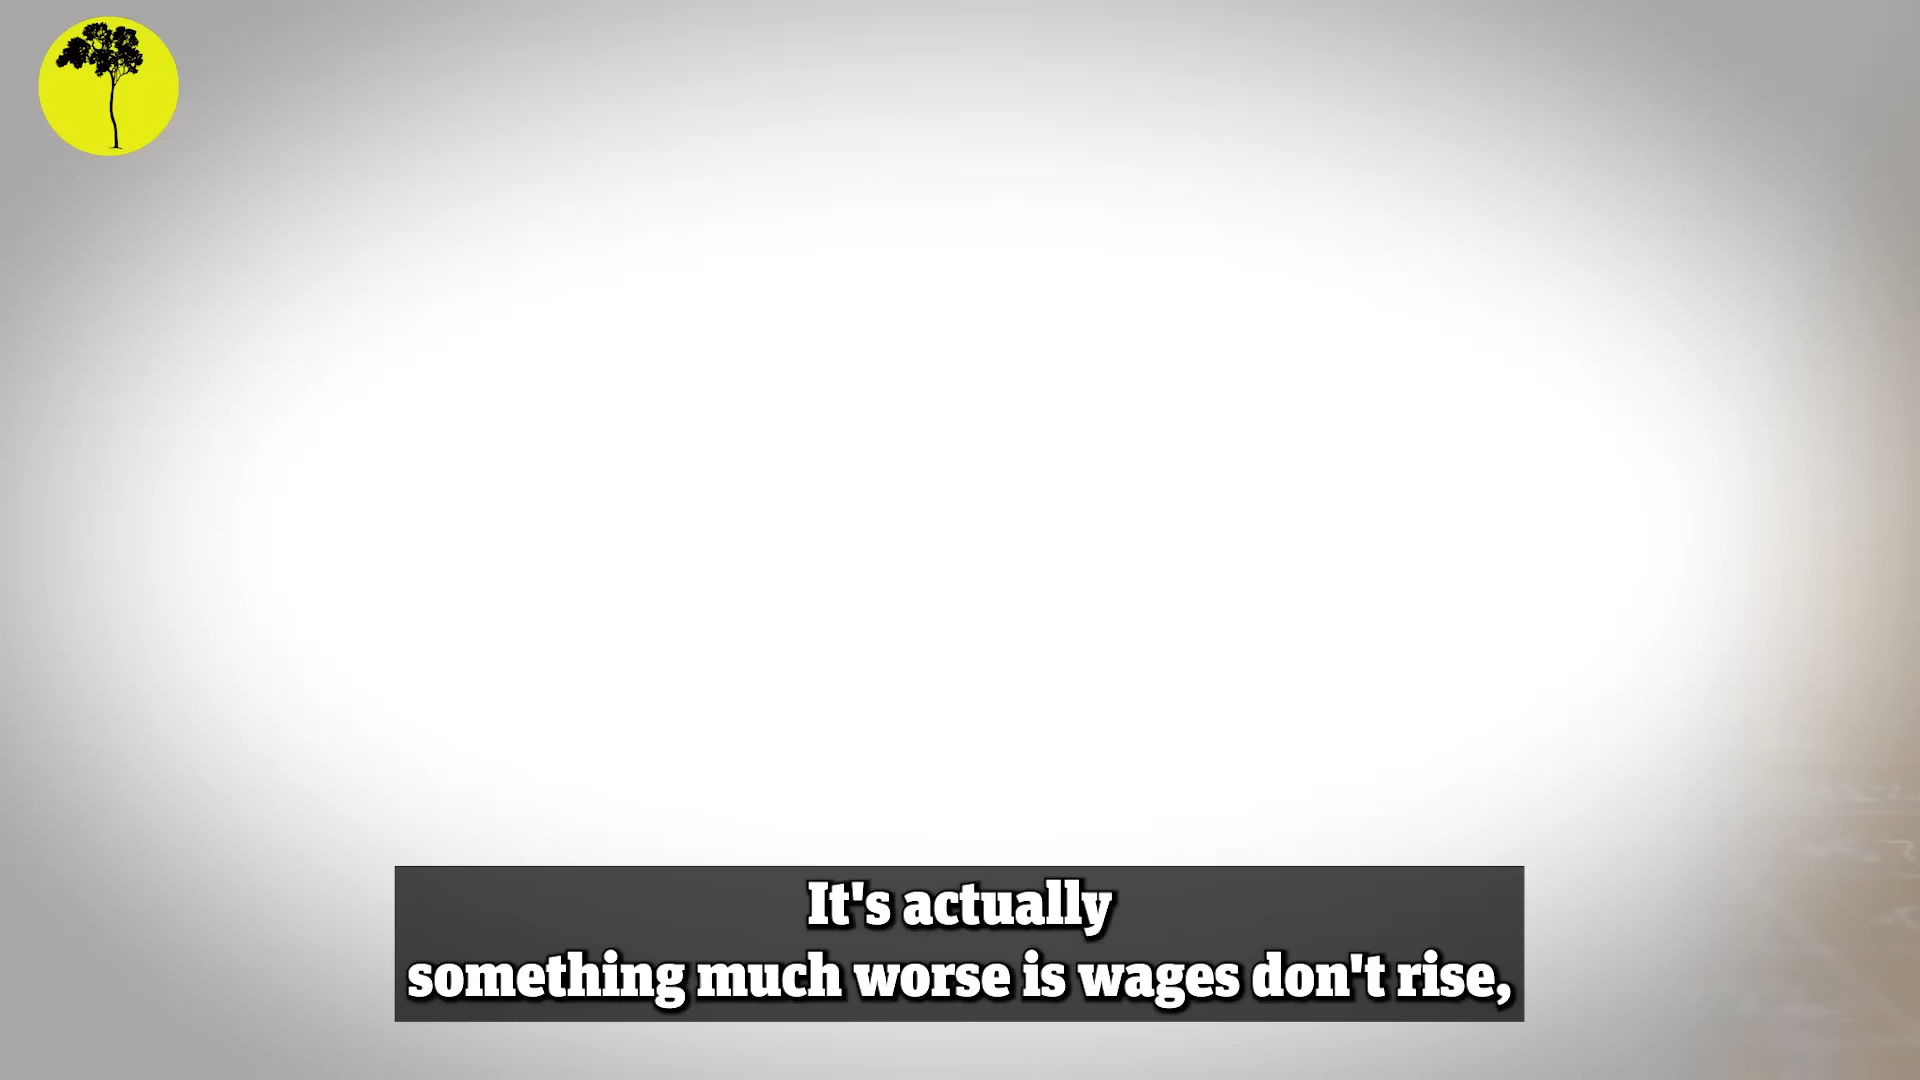 It's actually
something much worse is wages don't rise,